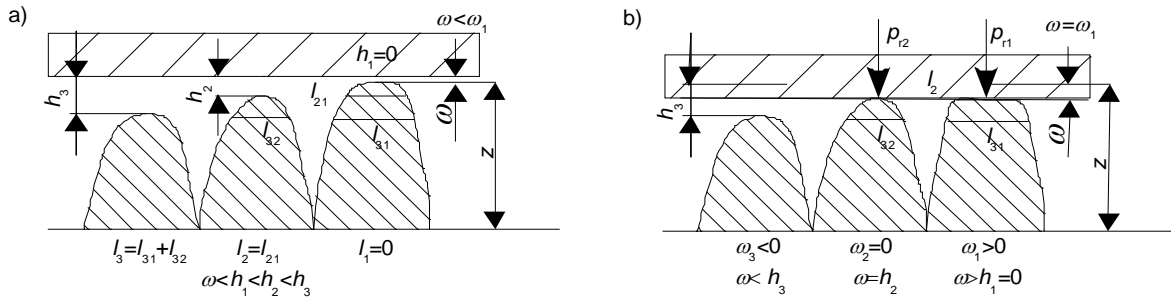 a)
ω<ω₁
h₁=0
h₃
h₂
l₂₁
l₃₂
l₃₁
ω
z
l₃=l₃₁+l₃₂
l₂=l₂₁
l₁=0
ω<h₁<h₂<h₃
b)
pᵣ₂
pᵣ₁
ω=ω₁
l₂
h₃
l₃₂
l₃₁
ω
z
ω₃<0
ω₂=0
ω₁>0
ω<h₃
ω=h₂
ω>h₁=0